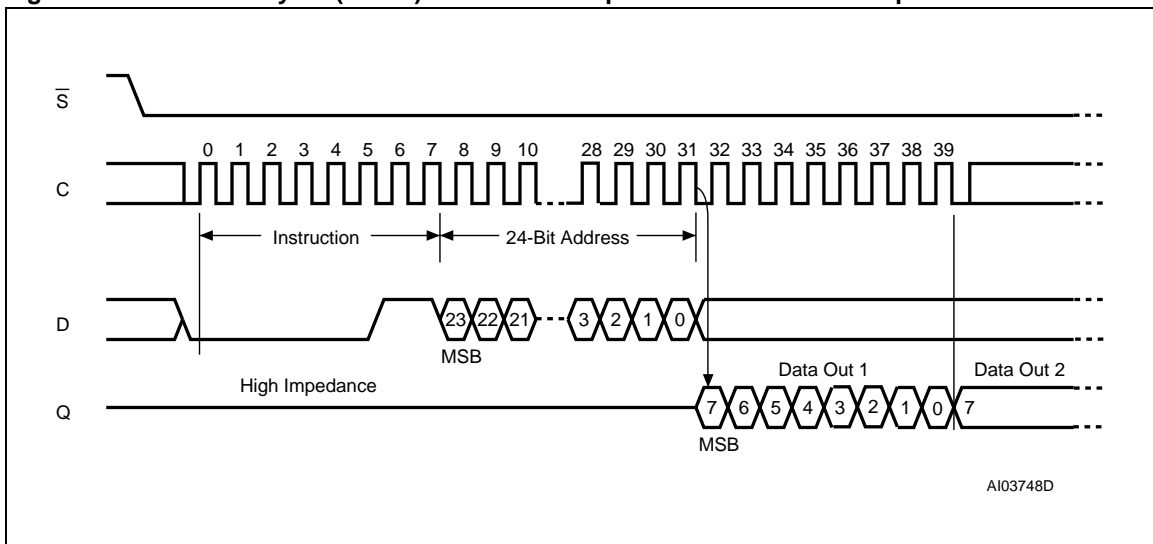 S
0 1 2 3 4 5 6 7 8 9 10 28 29 30 31 32 33 34 35 36 37 38 39
C
Instruction 24-Bit Address
D
23 22 21 3 2 1 0
MSB
High Impedance
Data Out 1 Data Out 2
Q
7 6 5 4 3 2 1 0 7
MSB
AI03748D